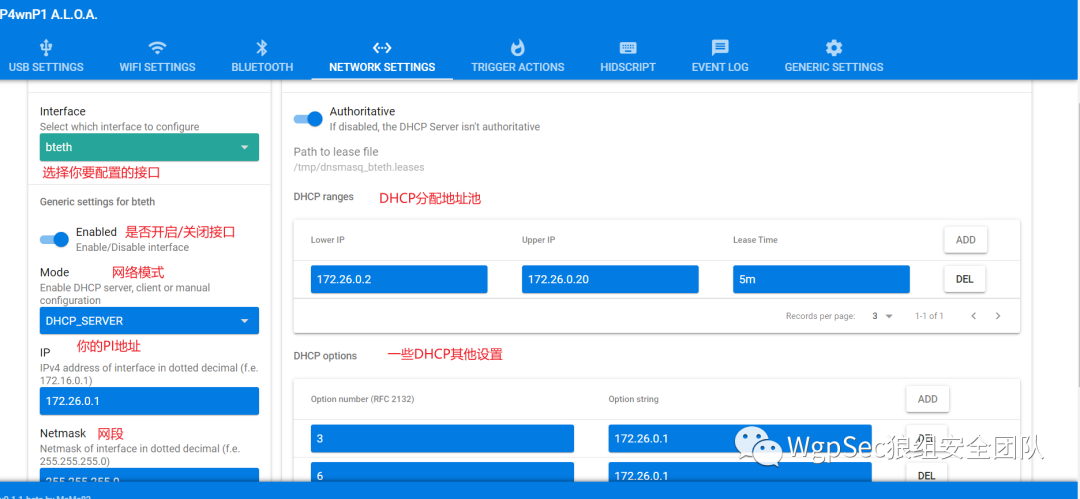 P4wnP1 A.L.O.A.
USB SETTINGS
WIFI SETTINGS
BLUETOOTH
NETWORK SETTINGS
TRIGGER ACTIONS
HIDSCRIPT
EVENT LOG
GENERIC SETTINGS
Interface
Select which interface to configure
bteth
选择你要配置的接口
Generic settings for bteth
Enabled 是否开启/关闭接口
Enable/Disable interface
Mode 网络模式
Enable DHCP server, client or manual
configuration
DHCP_SERVER
IP 你的PI地址
IPv4 address of interface in dotted decimal (f.e.
172.16.0.1)
172.26.0.1
Netmask 网段
Netmask of interface in dotted decimal (f.e.
255.255.255.0)
255.255.255.0
Authoritative
If disabled, the DHCP Server isn't authoritative
Path to lease file
/tmp/dnsmasq_bteth.leases
DHCP ranges DHCP分配地址池
Lower IP Upper IP Lease Time ADD
172.26.0.2 172.26.0.20 5m DEL
Records per page: 3 1-1 of 1
DHCP options 一些DHCP其他设置
Option number (RFC 2132) Option string ADD
3 172.26.0.1 DEL
6 172.26.0.1 DEL
WgpSec狼组安全团队